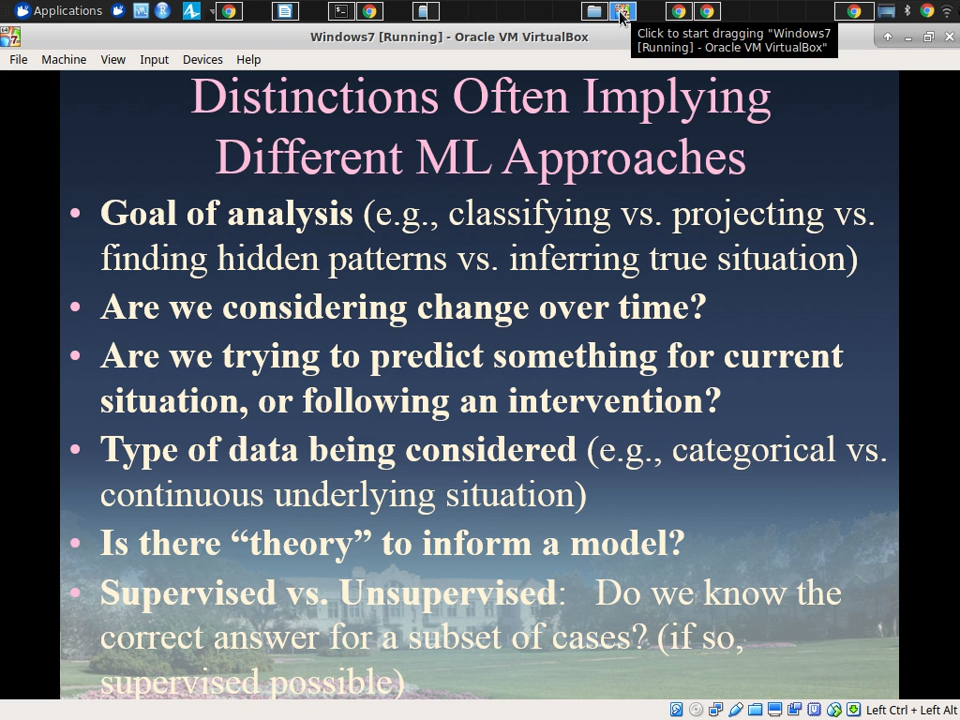 Applications
Windows7 [Running] - Oracle VM VirtualBox
Click to start dragging "Windows7
[Running] - Oracle VM VirtualBox"
File Machine View Input Devices Help
Distinctions Often Implying
Different ML Approaches
• Goal of analysis (e.g., classifying vs. projecting vs.
finding hidden patterns vs. inferring true situation)
• Are we considering change over time?
• Are we trying to predict something for current
situation, or following an intervention?
• Type of data being considered (e.g., categorical vs.
continuous underlying situation)
• Is there “theory” to inform a model?
• Supervised vs. Unsupervised: Do we know the
correct answer for a subset of cases? (if so,
supervised possible)
Left Ctrl + Left Alt